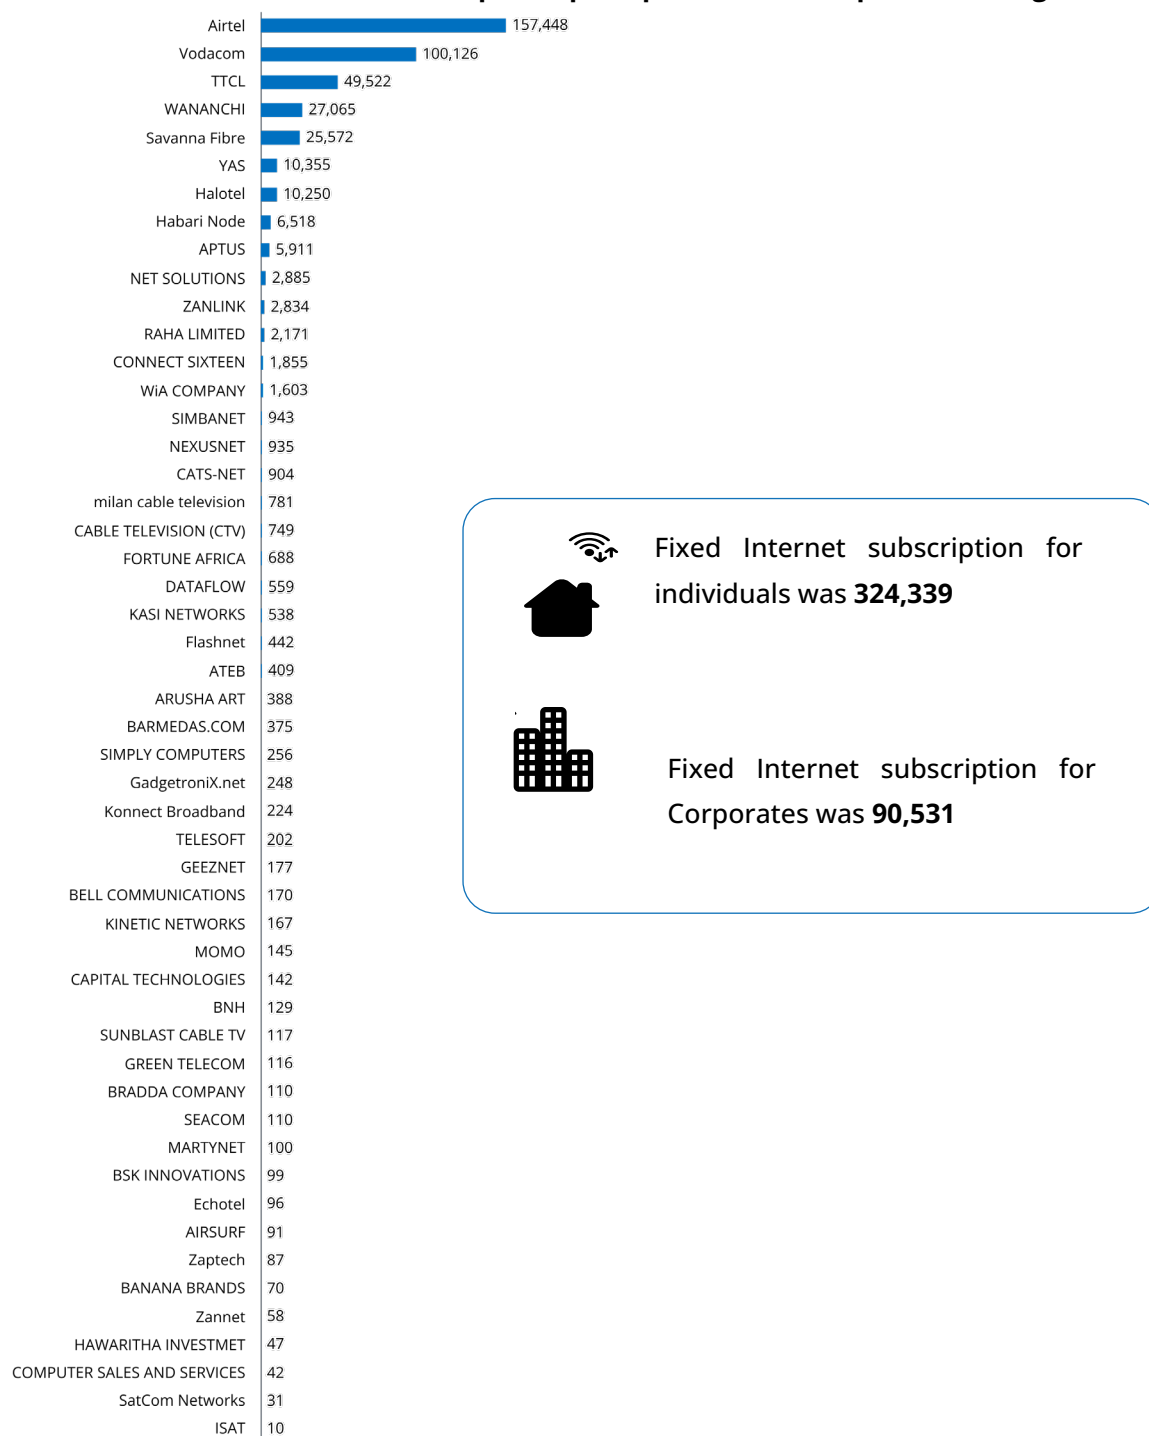 Airtel 157,448
Vodacom 100,126
TTCL 49,522
WANANCHI 27,065
Savanna Fibre 25,572
YAS 10,355
Halotel 10,250
Habari Node 6,518
APTUS 5,911
NET SOLUTIONS 2,885
ZANLINK 2,834
RAHA LIMITED 2,171
CONNECT SIXTEEN 1,855
WiA COMPANY 1,603
SIMBANET 943
NEXUSNET 935
CATS-NET 904
milan cable television 781
CABLE TELEVISION (CTV) 749
FORTUNE AFRICA 688
DATAFLOW 559
KASI NETWORKS 538
Flashnet 442
ATEB 409
ARUSHA ART 388
BARMEDAS.COM 375
SIMPLY COMPUTERS 256
GadgetroniX.net 248
Konnect Broadband 224
TELESOFT 202
GEEZNET 177
BELL COMMUNICATIONS 170
KINETIC NETWORKS 167
MOMO 145
CAPITAL TECHNOLOGIES 142
BNH 129
SUNBLAST CABLE TV 117
GREEN TELECOM 116
BRADDA COMPANY 110
SEACOM 110
MARTYNET 100
BSK INNOVATIONS 99
Echotel 96
AIRSURF 91
Zaptech 87
BANANA BRANDS 70
Zannet 58
HAWARITHA INVESTMET 47
COMPUTER SALES AND SERVICES 42
SatCom Networks 31
ISAT 10
Fixed Internet subscription for
individuals was 324,339
Fixed Internet subscription for
Corporates was 90,531